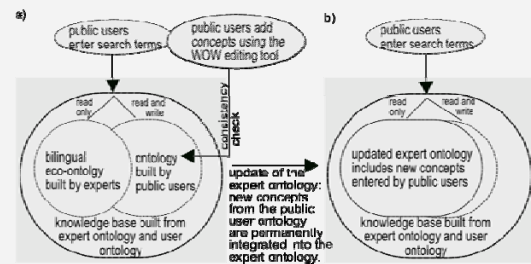 a)
public users
enter search terms
public users add
concepts using the
WOW editing tool
read
only
read and
write
consistency
check
bilingual
eco-ontolgy
built by experts
ontology
built by
public users
knowledge base built from
expert ontology and user
ontology
update of the
expert ontology:
new concepts
from the public
user ontology
are permanently
integrated into the
expert ontology.
b)
public users
enter search terms
read
only
read and
write
updated expert ontology
includes new concepts
entered by public users
knowledge base built from
expert ontology and user
ontology